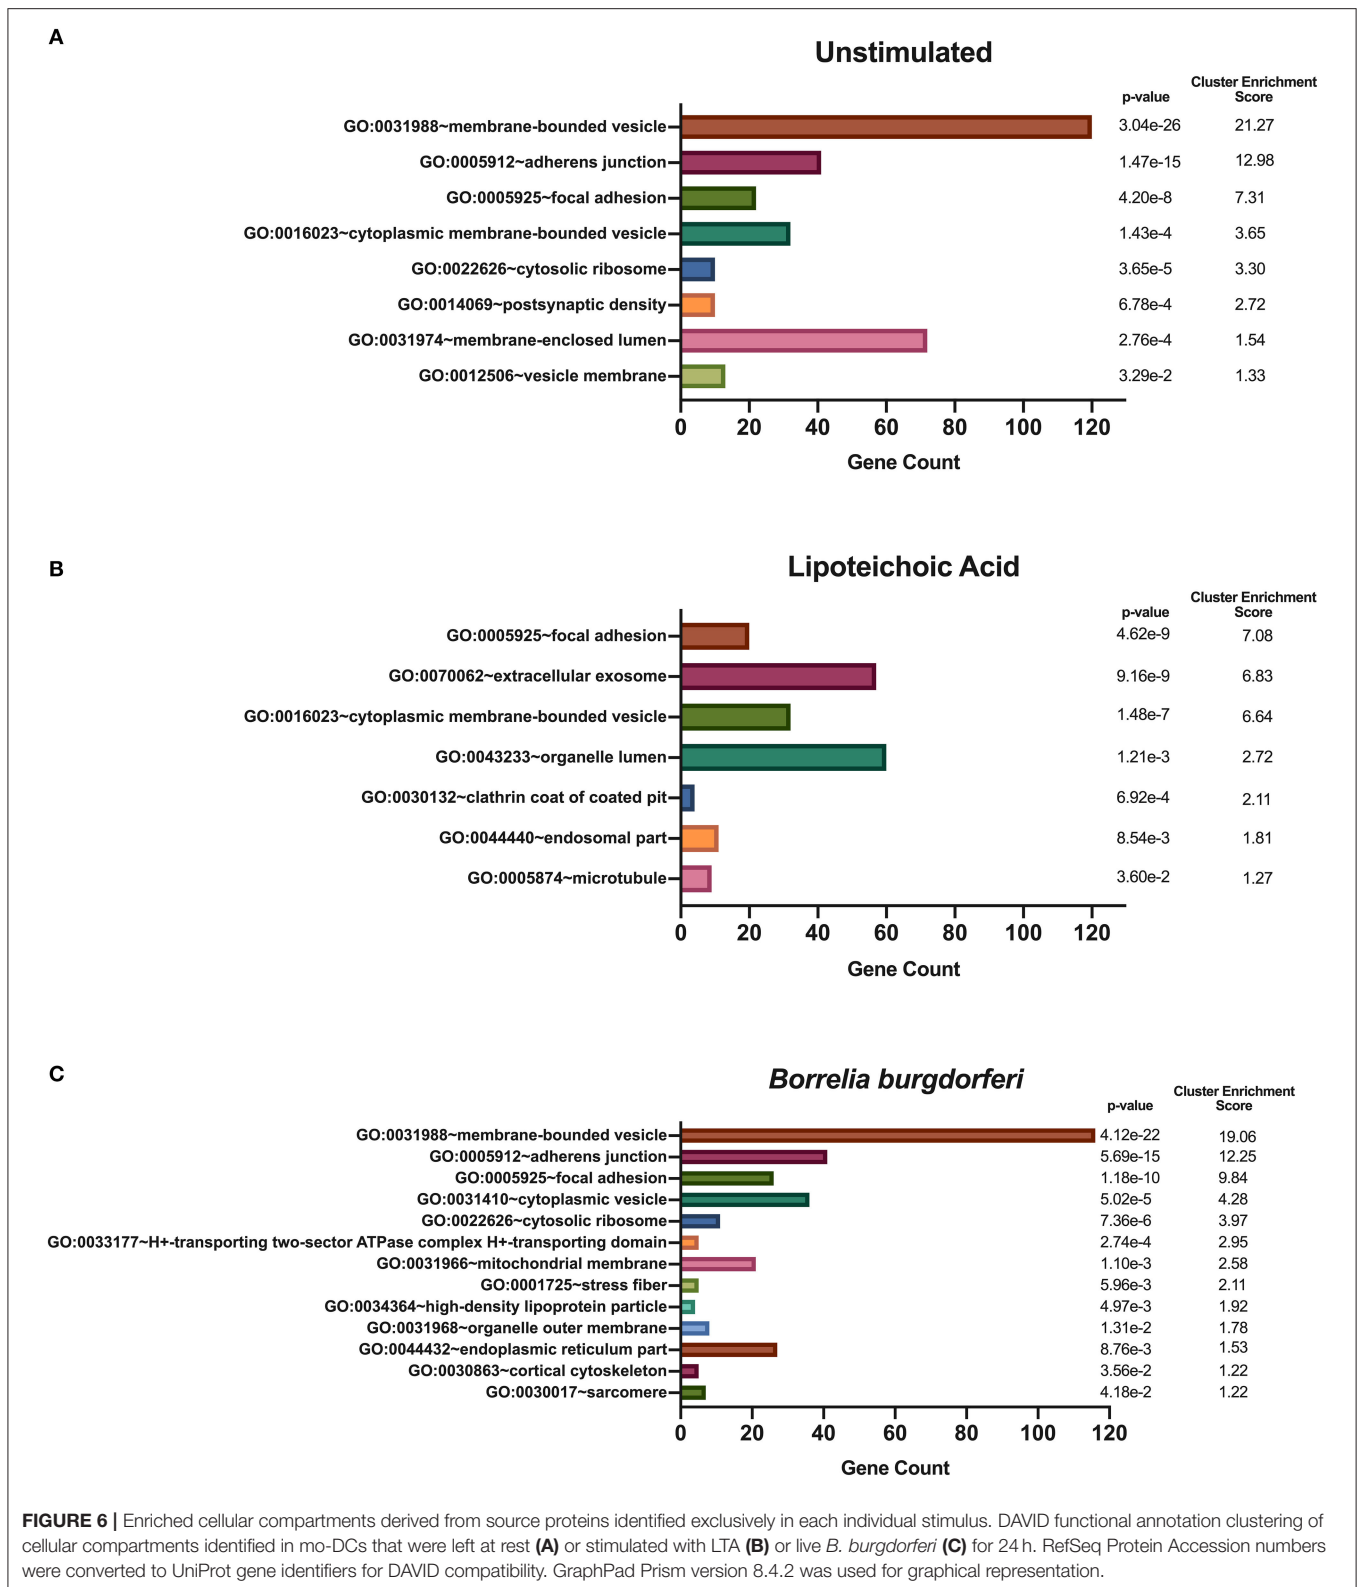 A
Unstimulated
p-value
Cluster Enrichment
Score
GO:0031988~membrane-bounded vesicle 3.04e-26 21.27
GO:0005912~adherens junction 1.47e-15 12.98
GO:0005925~focal adhesion 4.20e-8 7.31
GO:0016023~cytoplasmic membrane-bounded vesicle 1.43e-4 3.65
GO:0022626~cytosolic ribosome 3.65e-5 3.30
GO:0014069~postsynaptic density 6.78e-4 2.72
GO:0031974~membrane-enclosed lumen 2.76e-4 1.54
GO:0012506~vesicle membrane 3.29e-2 1.33
0 20 40 60 80 100 120
Gene Count
B
Lipoteichoic Acid
p-value
Cluster Enrichment
Score
GO:0005925~focal adhesion 4.62e-9 7.08
GO:0070062~extracellular exosome 9.16e-9 6.83
GO:0016023~cytoplasmic membrane-bounded vesicle 1.48e-7 6.64
GO:0043233~organelle lumen 1.21e-3 2.72
GO:0030132~clathrin coat of coated pit 6.92e-4 2.11
GO:0044440~endosomal part 8.54e-3 1.81
GO:0005874~microtubule 3.60e-2 1.27
0 20 40 60 80 100 120
Gene Count
C
Borrelia burgdorferi
p-value
Cluster Enrichment
Score
GO:0031988~membrane-bounded vesicle 4.12e-22 19.06
GO:0005912~adherens junction 5.69e-15 12.25
GO:0005925~focal adhesion 1.18e-10 9.84
GO:0031410~cytoplasmic vesicle 5.02e-5 4.28
GO:0022626~cytosolic ribosome 7.36e-6 3.97
GO:0033177~H+-transporting two-sector ATPase complex H+-transporting domain 2.74e-4 2.95
GO:0031966~mitochondrial membrane 1.10e-3 2.58
GO:0001725~stress fiber 5.96e-3 2.11
GO:0034364~high-density lipoprotein particle 4.97e-3 1.92
GO:0031968~organelle outer membrane 1.31e-2 1.78
GO:0044432~endoplasmic reticulum part 8.76e-3 1.53
GO:0030863~cortical cytoskeleton 3.56e-2 1.22
GO:0030017~sarcomere 4.18e-2 1.22
0 20 40 60 80 100 120
Gene Count
FIGURE 6 | Enriched cellular compartments derived from source proteins identified exclusively in each individual stimulus. DAVID functional annotation clustering of
cellular compartments identified in mo-DCs that were left at rest (A) or stimulated with LTA (B) or live B. burgdorferi (C) for 24 h. RefSeq Protein Accession numbers
were converted to UniProt gene identifiers for DAVID compatibility. GraphPad Prism version 8.4.2 was used for graphical representation.